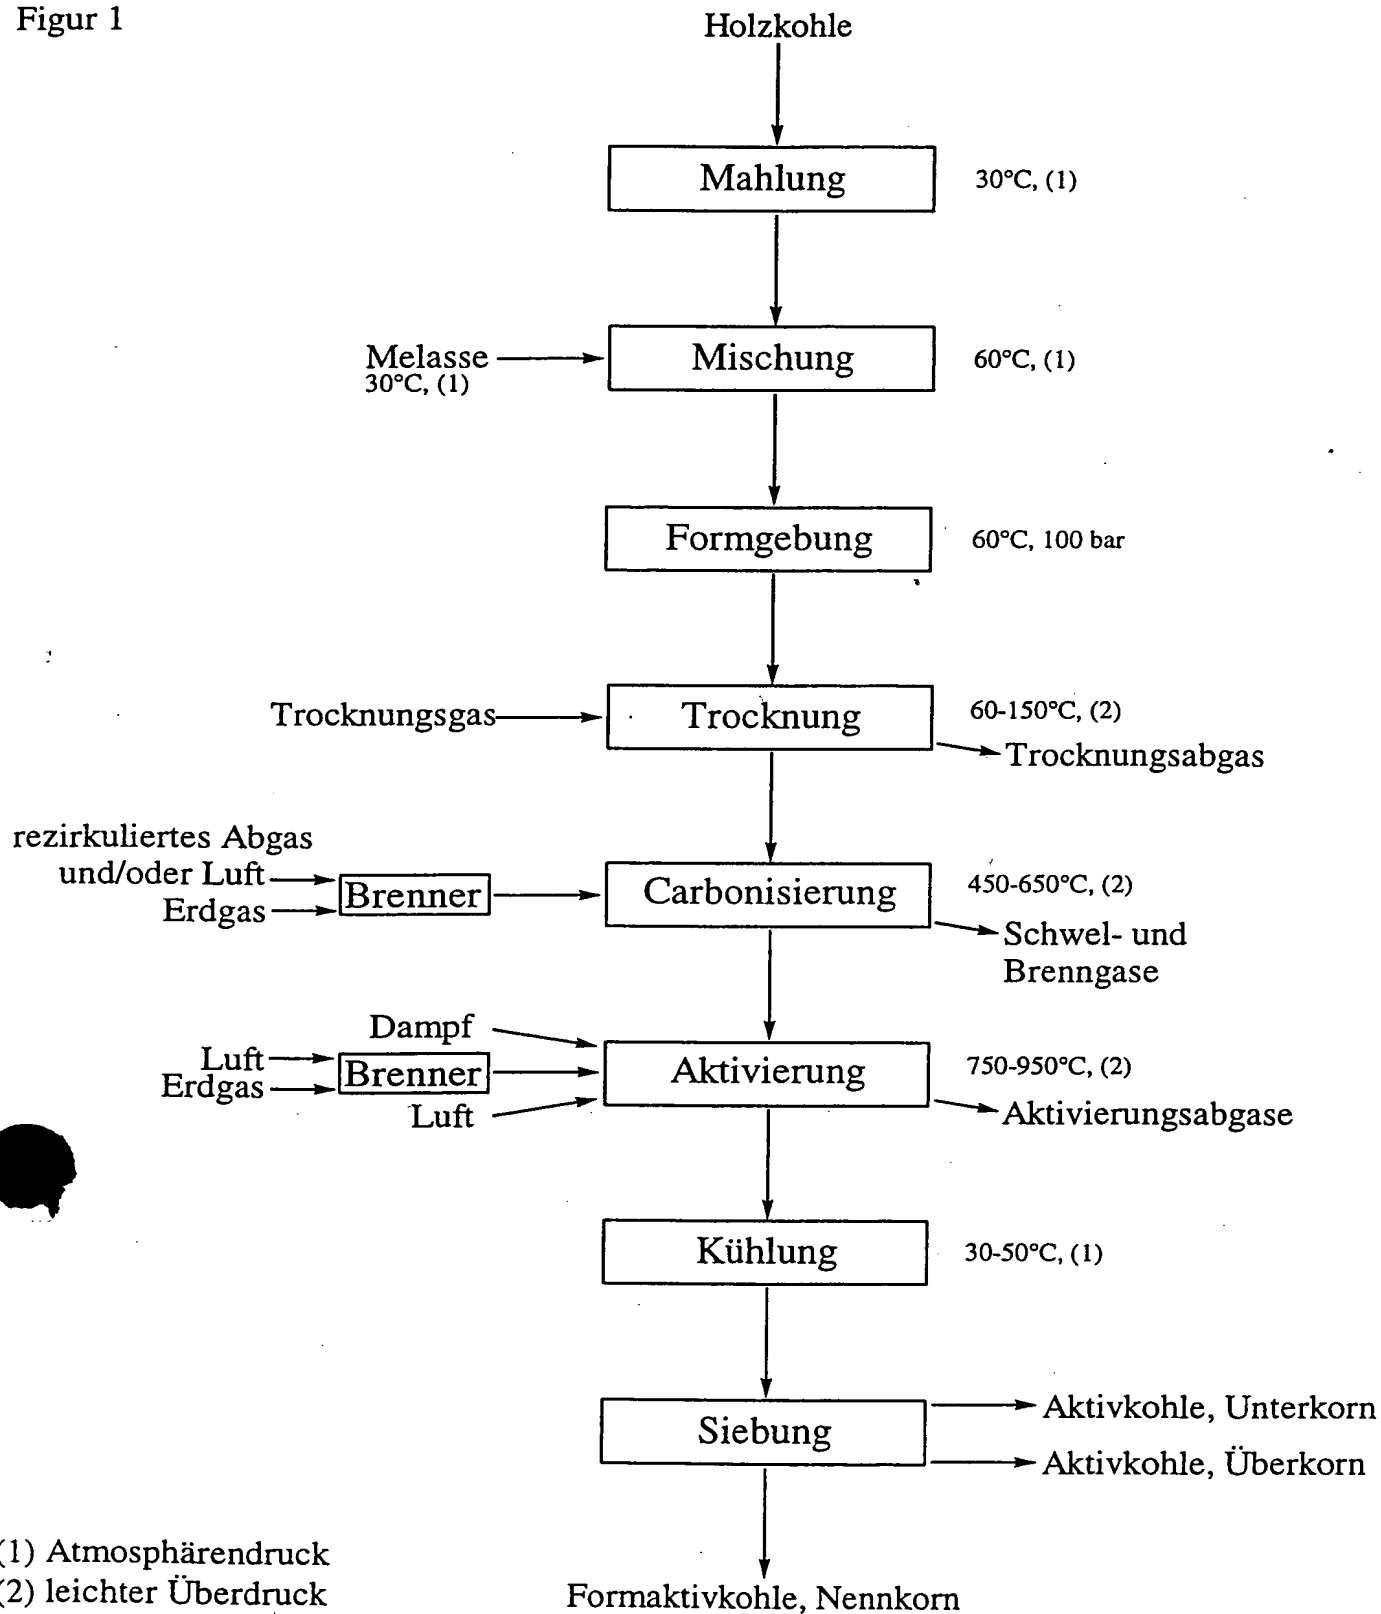 Figur 1
Holzkohle
Mahlung
30°C, (1)
Melasse
30°C, (1)
Mischung
60°C, (1)
Formgebung
60°C, 100 bar
Trocknungsgas
Trocknung
60-150°C, (2)
Trocknungsabgas
rezirkuliertes Abgas
und/oder Luft
Erdgas
Brenner
Carbonisierung
450-650°C, (2)
Schwel- und
Brenngase
Dampf
Luft
Erdgas
Brenner
Luft
Aktivierung
750-950°C, (2)
Aktivierungsabgase
Kühlung
30-50°C, (1)
Siebung
Aktivkohle, Unterkorn
Aktivkohle, Überkorn
(1) Atmosphärendruck
(2) leichter Überdruck
Formaktivkohle, Nennkorn